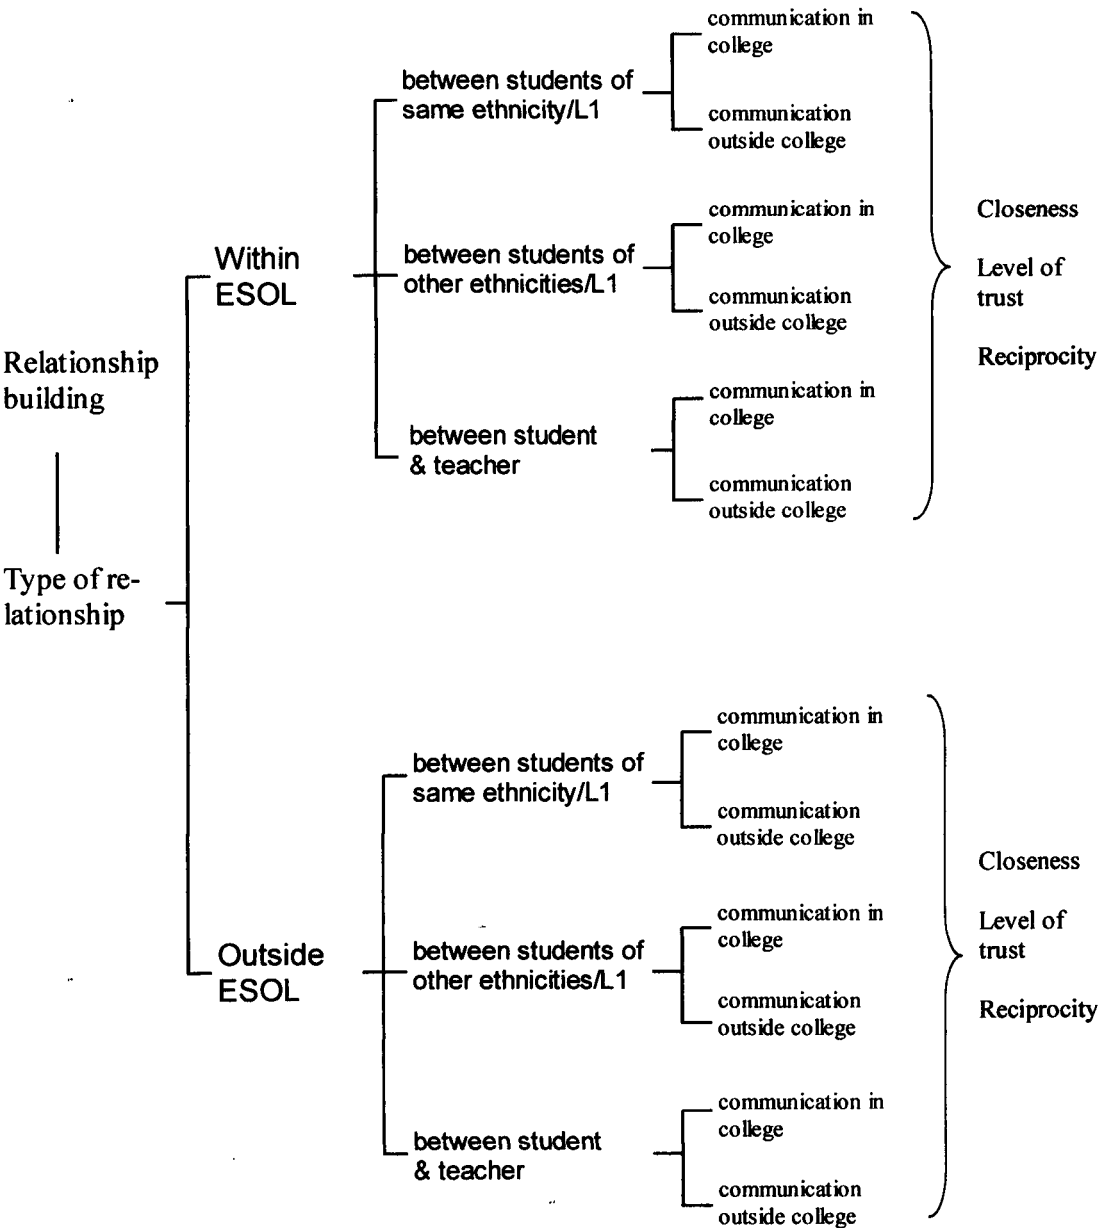 Relationship
building
Type of re-
lationship
Within
ESOL
between students of
same ethnicity/L1
communication in
college
communication
outside college
between students of
other ethnicities/L1
communication in
college
communication
outside college
between student
& teacher
communication in
college
communication
outside college
Closeness
Level of
trust
Reciprocity
Outside
ESOL
between students of
same ethnicity/L1
communication in
college
communication
outside college
between students of
other ethnicities/L1
communication in
college
communication
outside college
between student
& teacher
communication in
college
communication
outside college
Closeness
Level of
trust
Reciprocity